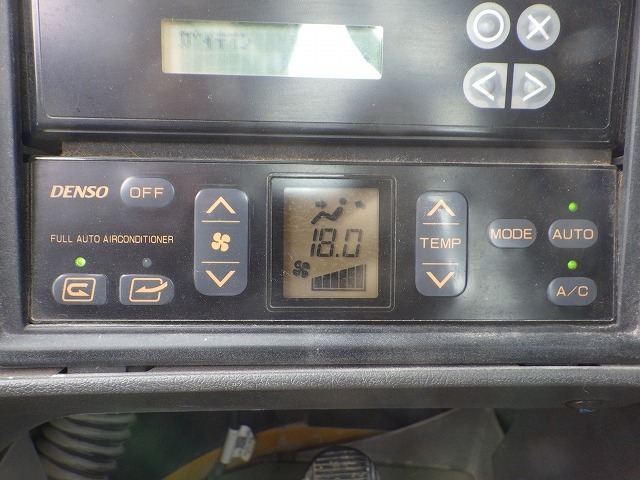 DENSO OFF
FULL AUTO AIRCONDITIONER
18.0
TEMP
MODE
AUTO
A/C